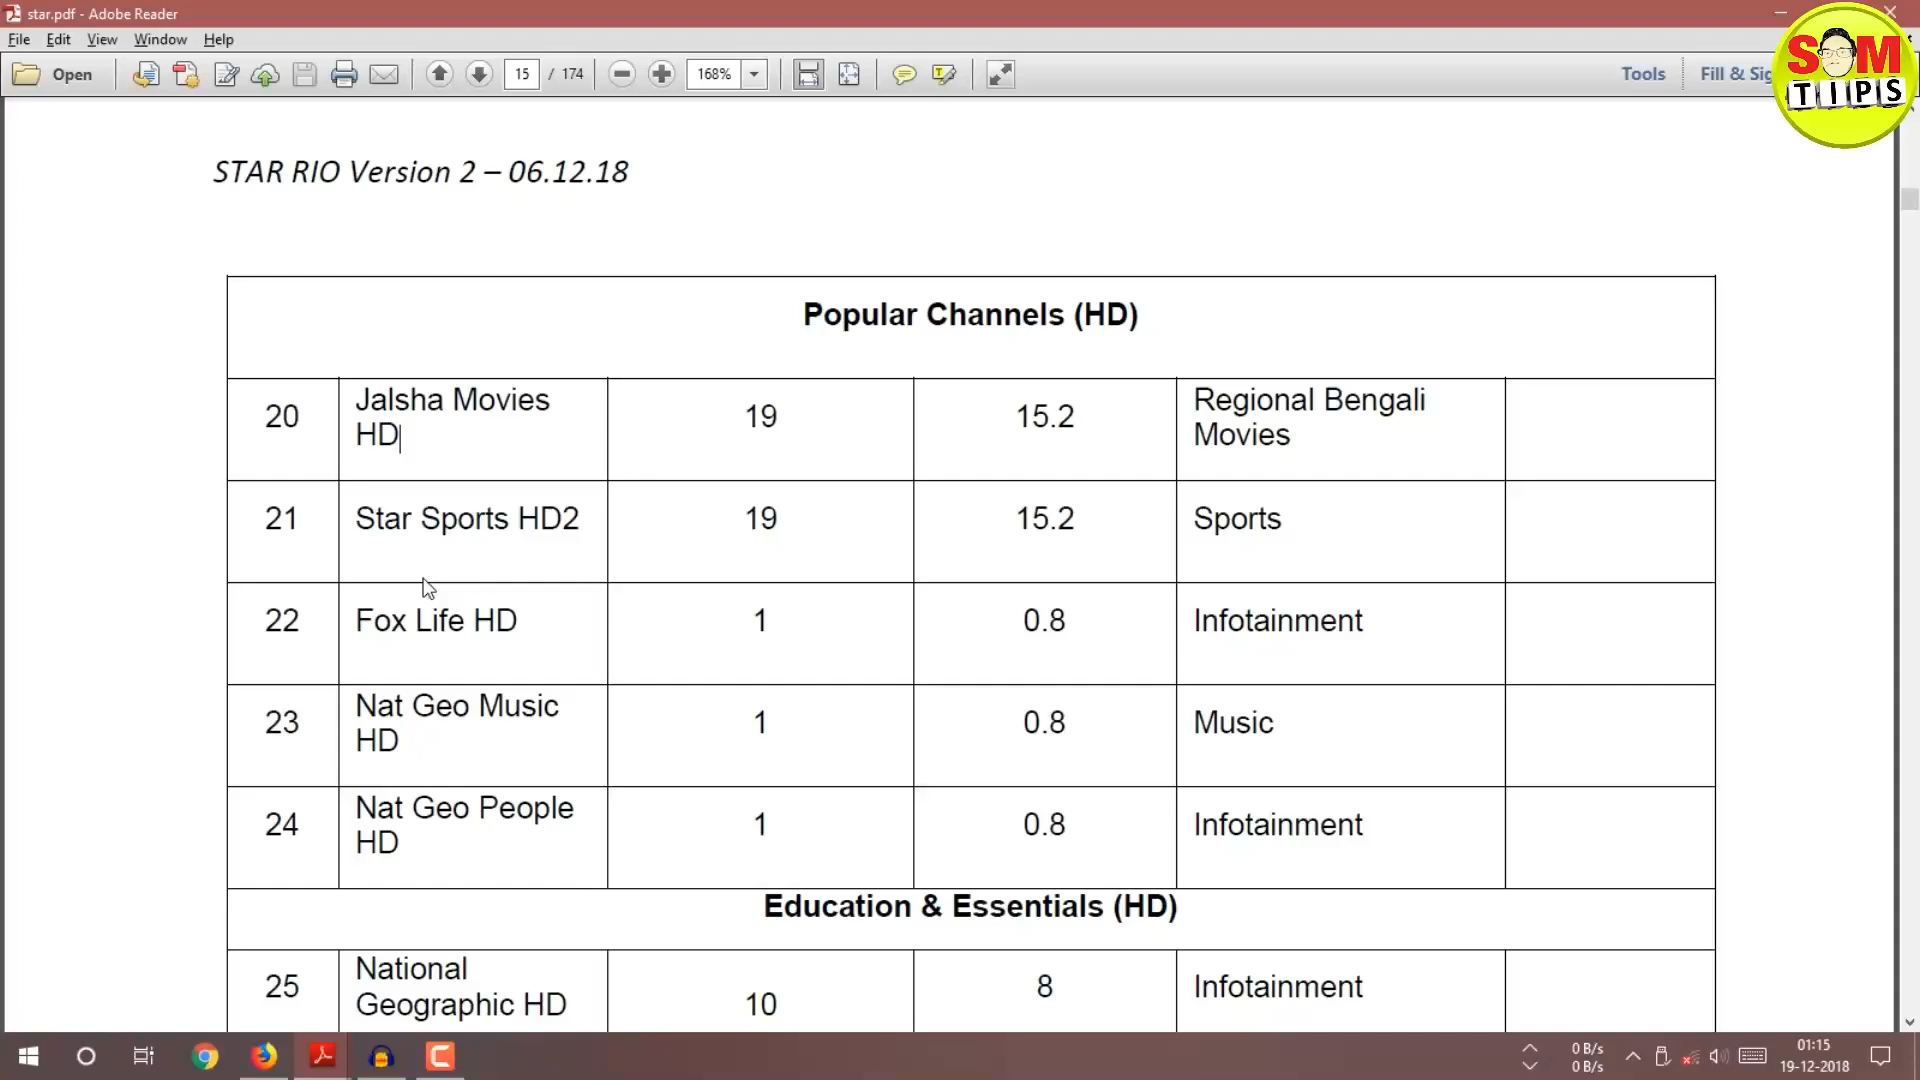 star.pdf - Adobe Reader
File Edit View Window Help
Open 15 / 174 168% Tools Fill & Sig
SOM
TIPS
STAR RIO Version 2 – 06.12.18
Popular Channels (HD)
20 Jalsha Movies HD 19 15.2 Regional Bengali Movies
21 Star Sports HD2 19 15.2 Sports
22 Fox Life HD 1 0.8 Infotainment
23 Nat Geo Music HD 1 0.8 Music
24 Nat Geo People HD 1 0.8 Infotainment
Education & Essentials (HD)
25 National Geographic HD 10 8 Infotainment
0 B/s
0 B/s
01:15
19-12-2018